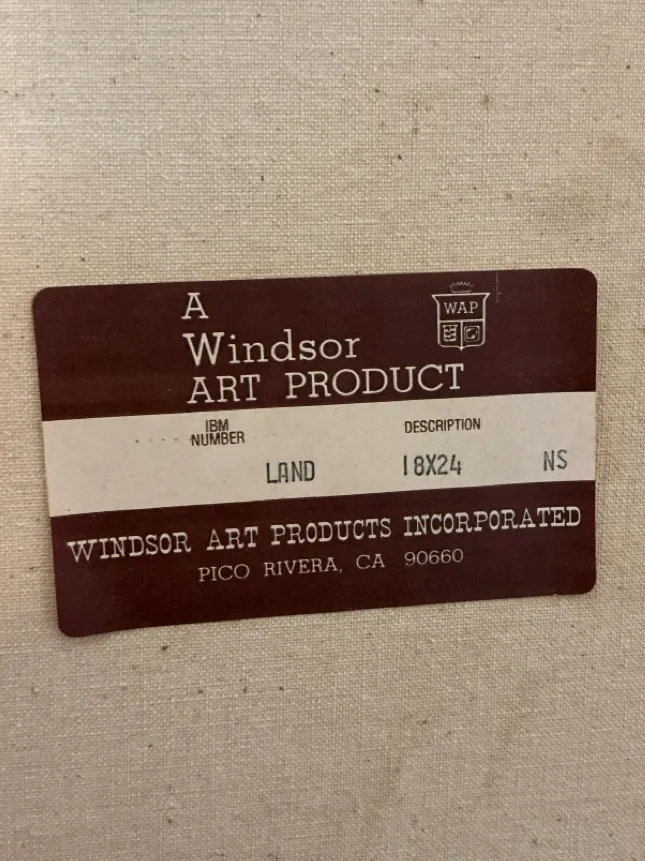 A
WAP
Windsor
ART PRODUCT
IBM
NUMBER
DESCRIPTION
LAND 18X24 NS
WINDSOR ART PRODUCTS INCORPORATED
PICO RIVERA, CA 90660